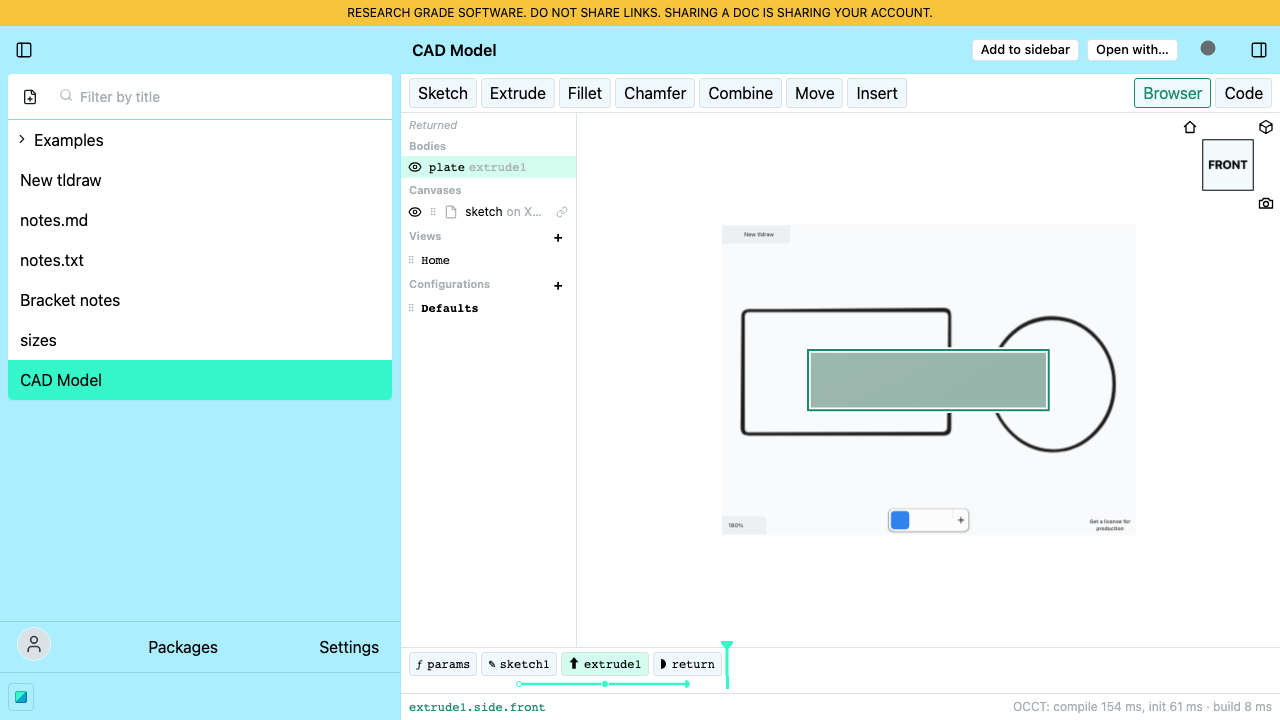 RESEARCH GRADE SOFTWARE. DO NOT SHARE LINKS. SHARING A DOC IS SHARING YOUR ACCOUNT.
CAD Model
Add to sidebar
Open with...
Filter by title
Examples
New tldraw
notes.md
notes.txt
Bracket notes
sizes
CAD Model
Packages
Settings
Sketch
Extrude
Fillet
Chamfer
Combine
Move
Insert
Browser
Code
Returned
Bodies
plate extrude1
Canvases
sketch on X...
Views
+
Home
Configurations
+
Defaults
FRONT
New tldraw
180%
+
Get a license for
production
ƒ params
sketch1
extrude1
return
extrude1.side.front
OCCT: compile 154 ms, init 61 ms · build 8 ms